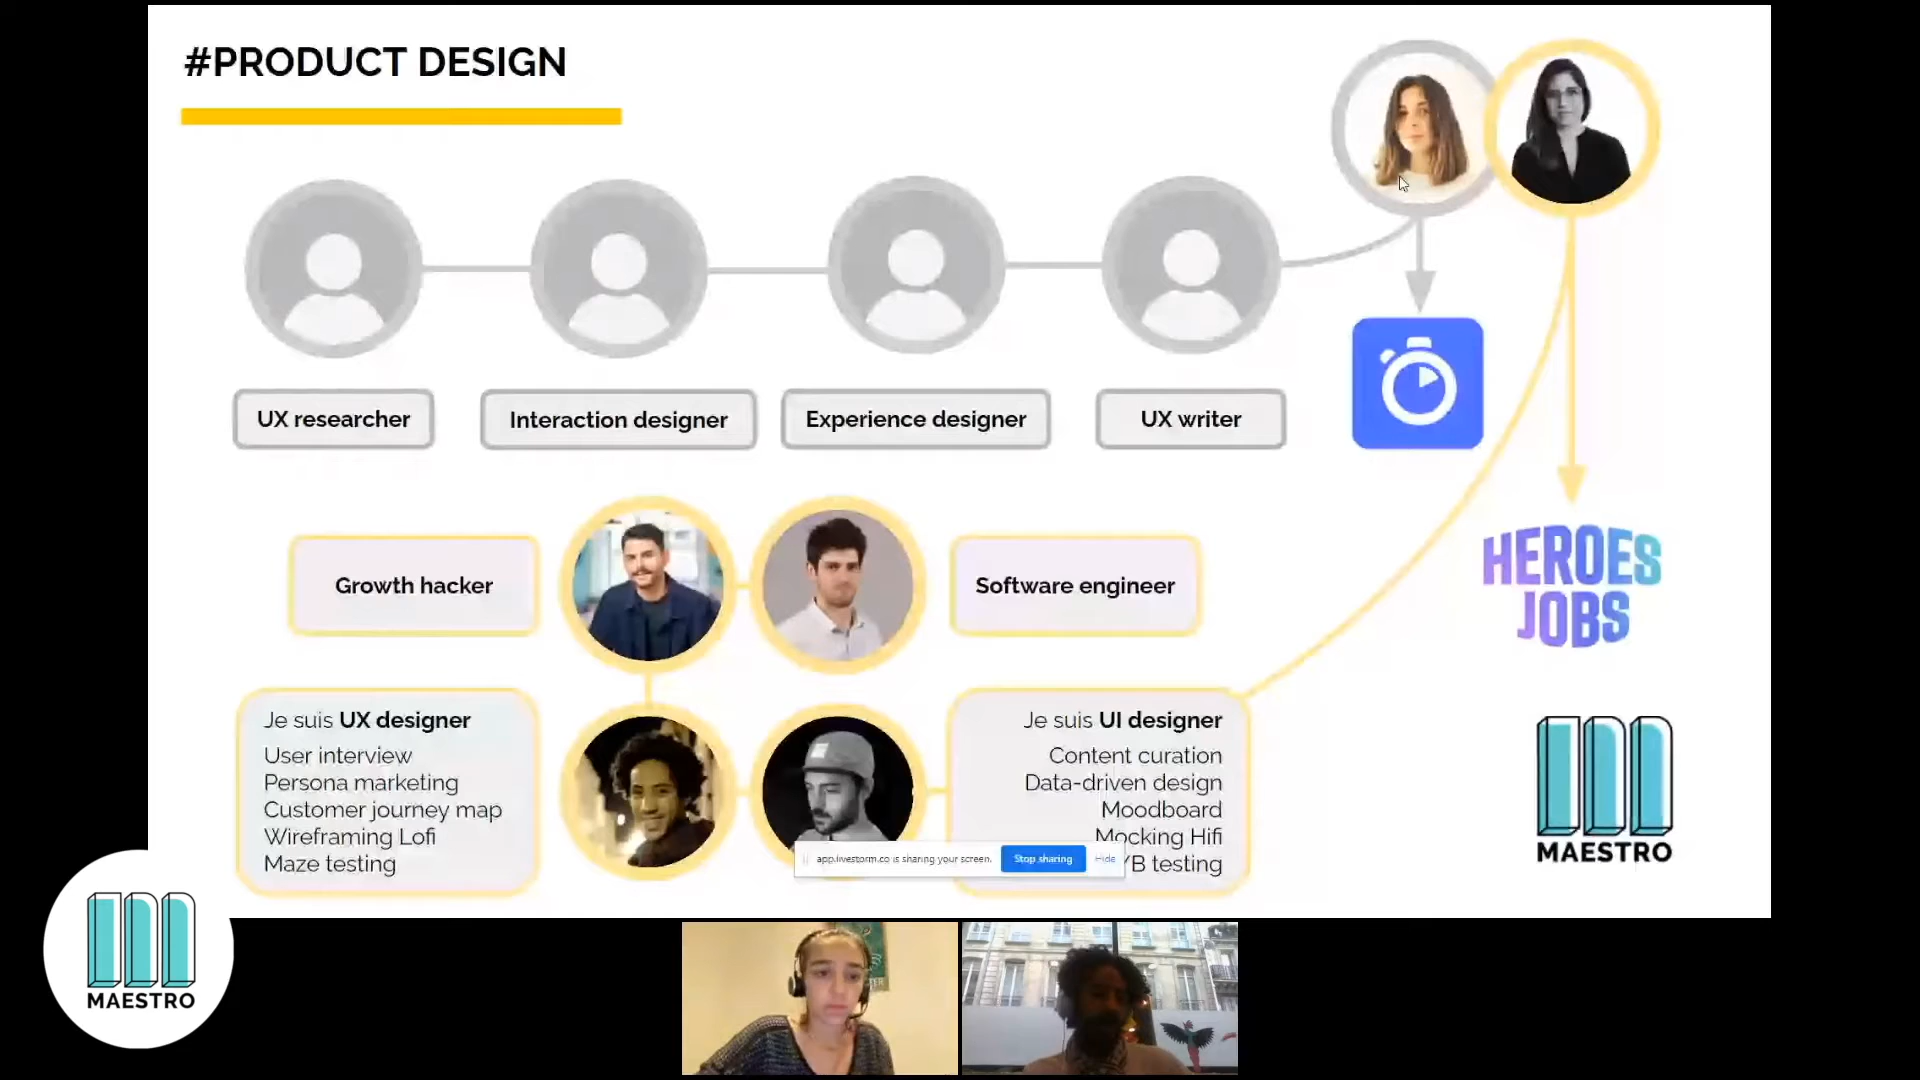 #PRODUCT DESIGN
UX researcher
Interaction designer
Experience designer
UX writer
Growth hacker
Software engineer
HEROES
JOBS
Je suis UX designer
User interview
Persona marketing
Customer journey map
Wireframing Lofi
Maze testing
Je suis UI designer
Content curation
Data-driven design
Moodboard
Mocking Hifi
/B testing
app.livestorm.co is sharing your screen.
Stop sharing
Hide
MAESTRO
MAESTRO